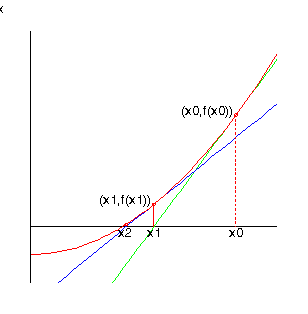 x
(x0,f(x0))
(x1,f(x1))
x2 x1 x0